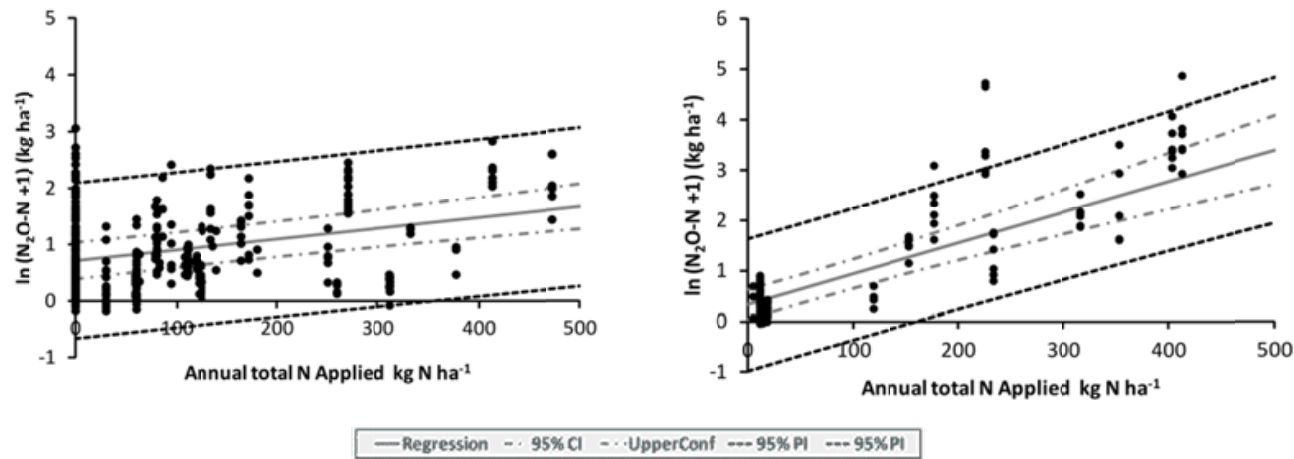 5
4
3
2
1
0
-1
0 100 200 300 400 500
ln (N₂O-N +1) (kg ha⁻¹)
Annual total N Applied kg N ha⁻¹
6
5
4
3
2
1
0
-1
0 100 200 300 400 500
ln (N₂O-N +1) (kg ha⁻¹)
Annual total N Applied kg N ha⁻¹
Regression 95% CI UpperConf 95% PI 95% PI